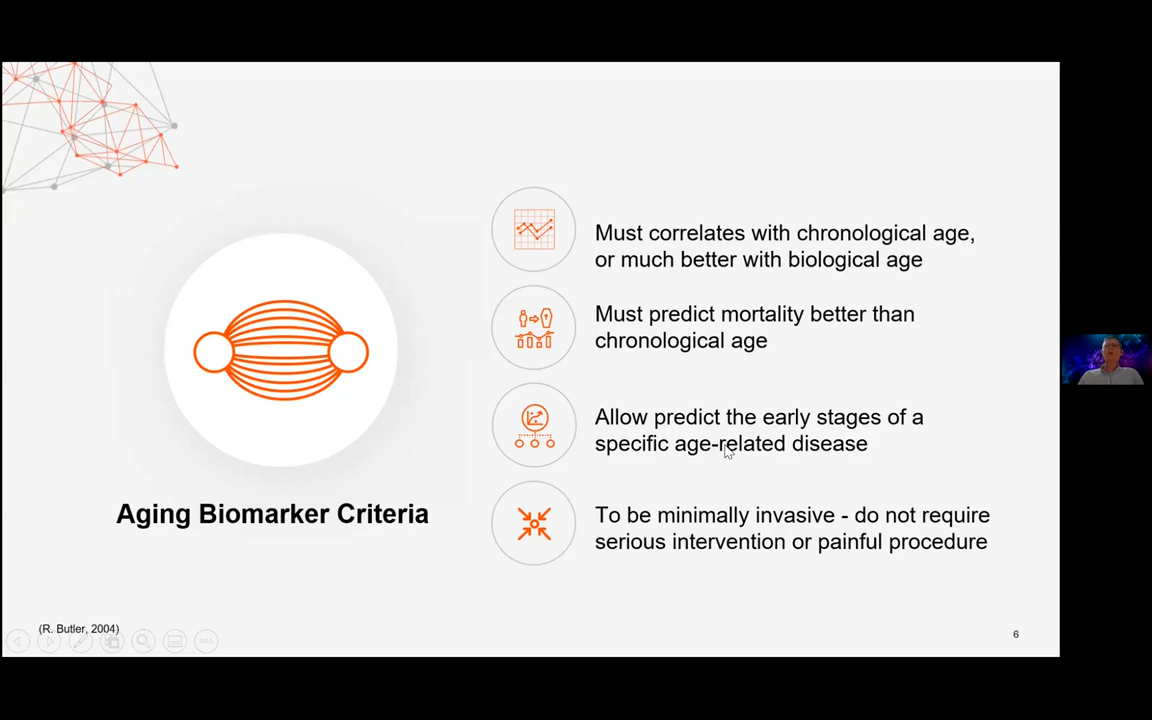 Must correlates with chronological age,
or much better with biological age
Must predict mortality better than
chronological age
Allow predict the early stages of a
specific age-related disease
To be minimally invasive - do not require
serious intervention or painful procedure
Aging Biomarker Criteria
(R. Butler, 2004)
6